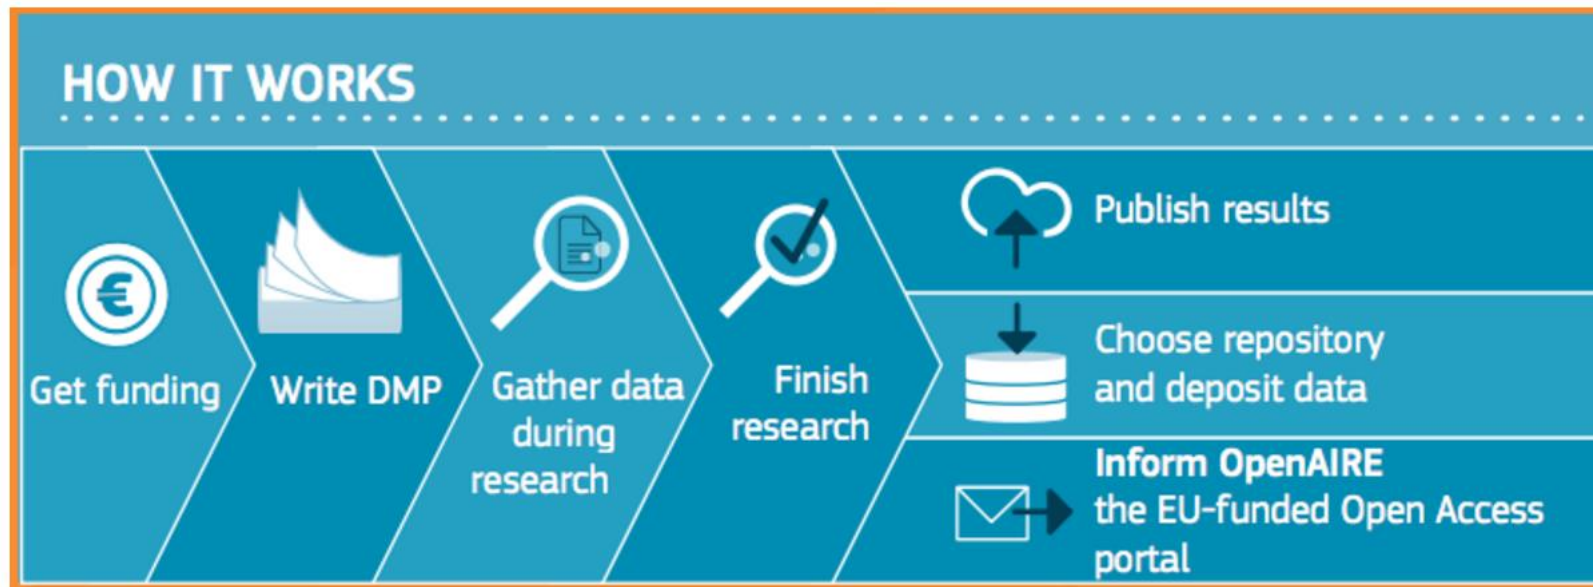 HOW IT WORKS
Get funding
Write DMP
Gather data
during
research
Finish
research
Publish results
Choose repository
and deposit data
Inform OpenAIRE
the EU-funded Open Access
portal